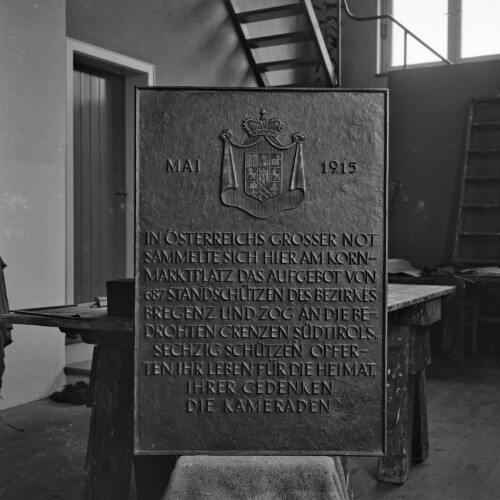 MAI 1915
IN ÖSTERREICHS GROSSER NOT
SAMMELTE SICH HIER AM KORN-
MARKTPLATZ DAS AUFGEBOT VON
687 STANDSCHÜTZEN DES BEZIRKES
BREGENZ UND ZOG AN DIE BE-
DROHTEN GRENZEN SÜDTIROLS.
SECHZIG SCHÜTZEN OPFER-
TEN IHR LEBEN FÜR DIE HEIMAT.
IHRER GEDENKEN
DIE KAMERADEN